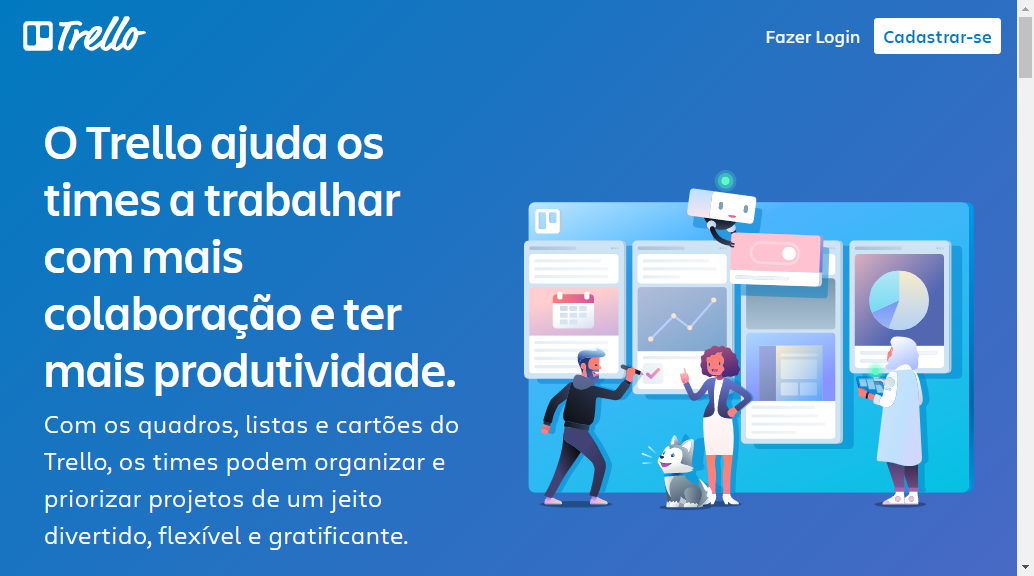 Trello
Fazer Login
Cadastrar-se
O Trello ajuda os
times a trabalhar
com mais
colaboração e ter
mais produtividade.
Com os quadros, listas e cartões do
Trello, os times podem organizar e
priorizar projetos de um jeito
divertido, flexível e gratificante.